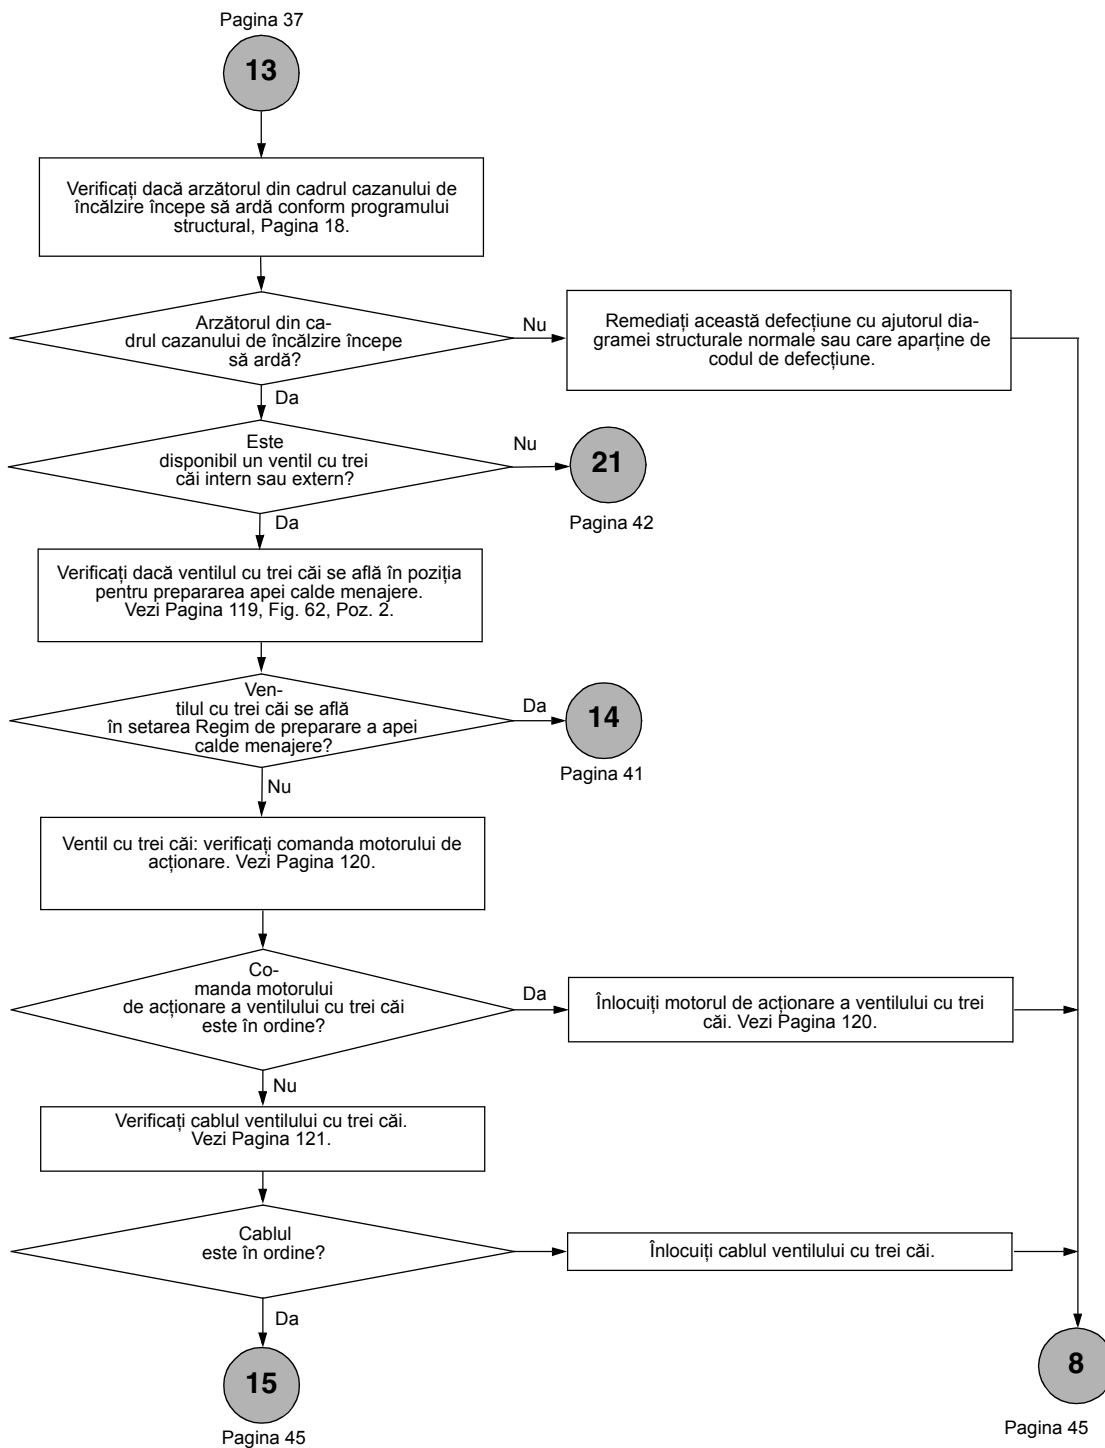 Pagina 37
13
Verificați dacă arzătorul din cadrul cazanului de
încălzire începe să ardă conform programului
structural, Pagina 18.
Arzătorul din ca-
drul cazanului de încălzire începe
să ardă?
Nu
Remediați această defecțiune cu ajutorul dia-
gramei structurale normale sau care aparține de
codul de defecțiune.
Da
Este
disponibil un ventil cu trei
căi intern sau extern?
Nu
21
Pagina 42
Da
Verificați dacă ventilul cu trei căi se află în poziția
pentru prepararea apei calde menajere.
Vezi Pagina 119, Fig. 62, Poz. 2.
Ven-
tilul cu trei căi se află
în setarea Regim de preparare a apei
calde menajere?
Da
14
Pagina 41
Nu
Ventil cu trei căi: verificați comanda motorului de
acționare. Vezi Pagina 120.
Co-
manda motorului
de acționare a ventilului cu trei căi
este în ordine?
Da
Înlocuiți motorul de acționare a ventilului cu trei
căi. Vezi Pagina 120.
Nu
Verificați cablul ventilului cu trei căi.
Vezi Pagina 121.
Cablul
este în ordine?
Înlocuiți cablul ventilului cu trei căi.
Da
15
Pagina 45
8
Pagina 45